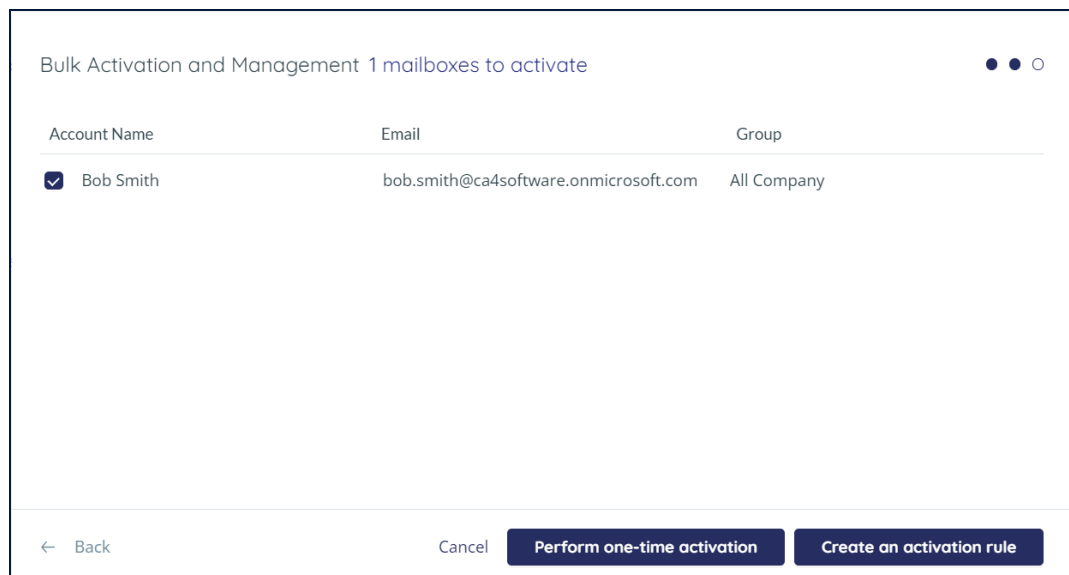 Bulk Activation and Management 1 mailboxes to activate
Account Name Email Group
Bob Smith bob.smith@ca4software.onmicrosoft.com All Company
← Back Cancel Perform one-time activation Create an activation rule